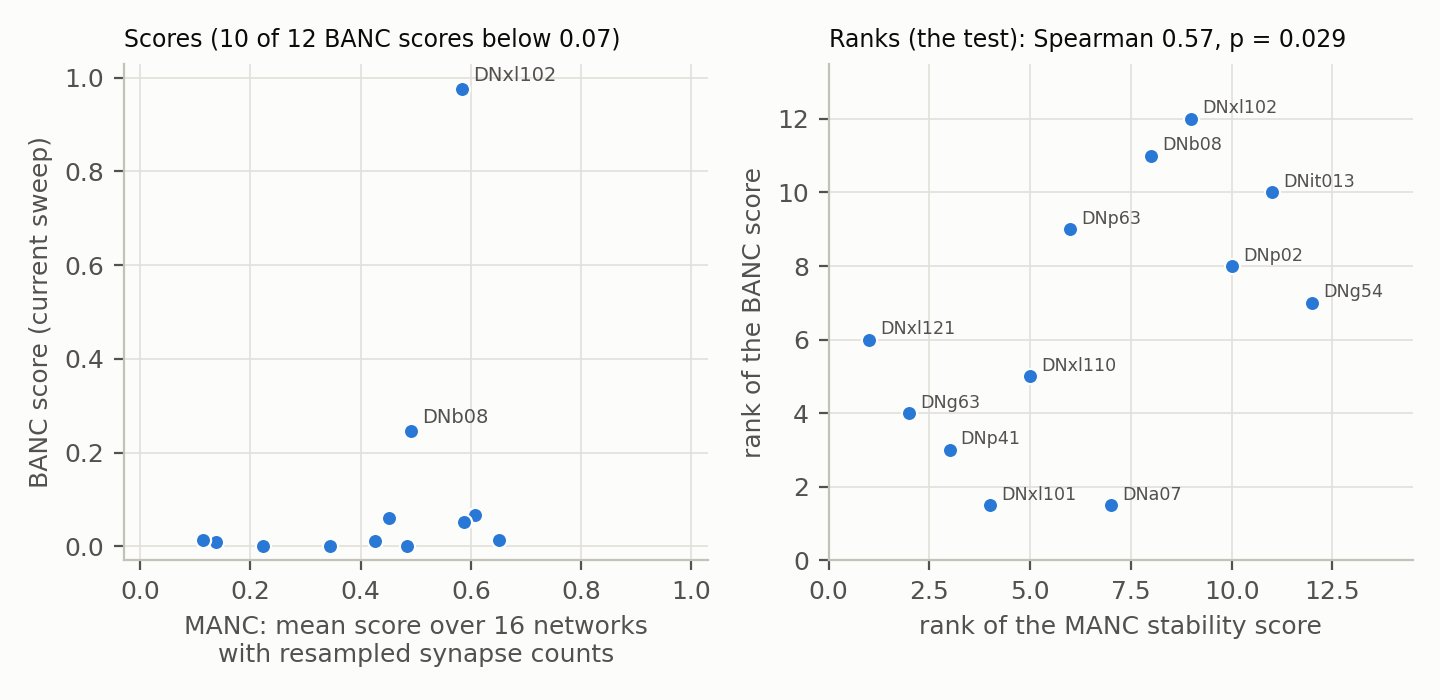 Scores (10 of 12 BANC scores below 0.07)
1.0
0.8
0.6
0.4
0.2
0.0
BANC score (current sweep)
DNxl102
DNb08
0.0
0.2
0.4
0.6
0.8
1.0
MANC: mean score over 16 networks
with resampled synapse counts
Ranks (the test): Spearman 0.57, p = 0.029
12
10
8
6
4
2
0
rank of the BANC score
DNxl102
DNb08
DNit013
DNp63
DNp02
DNg54
DNxl121
DNxl110
DNg63
DNp41
DNxl101
DNa07
0.0
2.5
5.0
7.5
10.0
12.5
rank of the MANC stability score